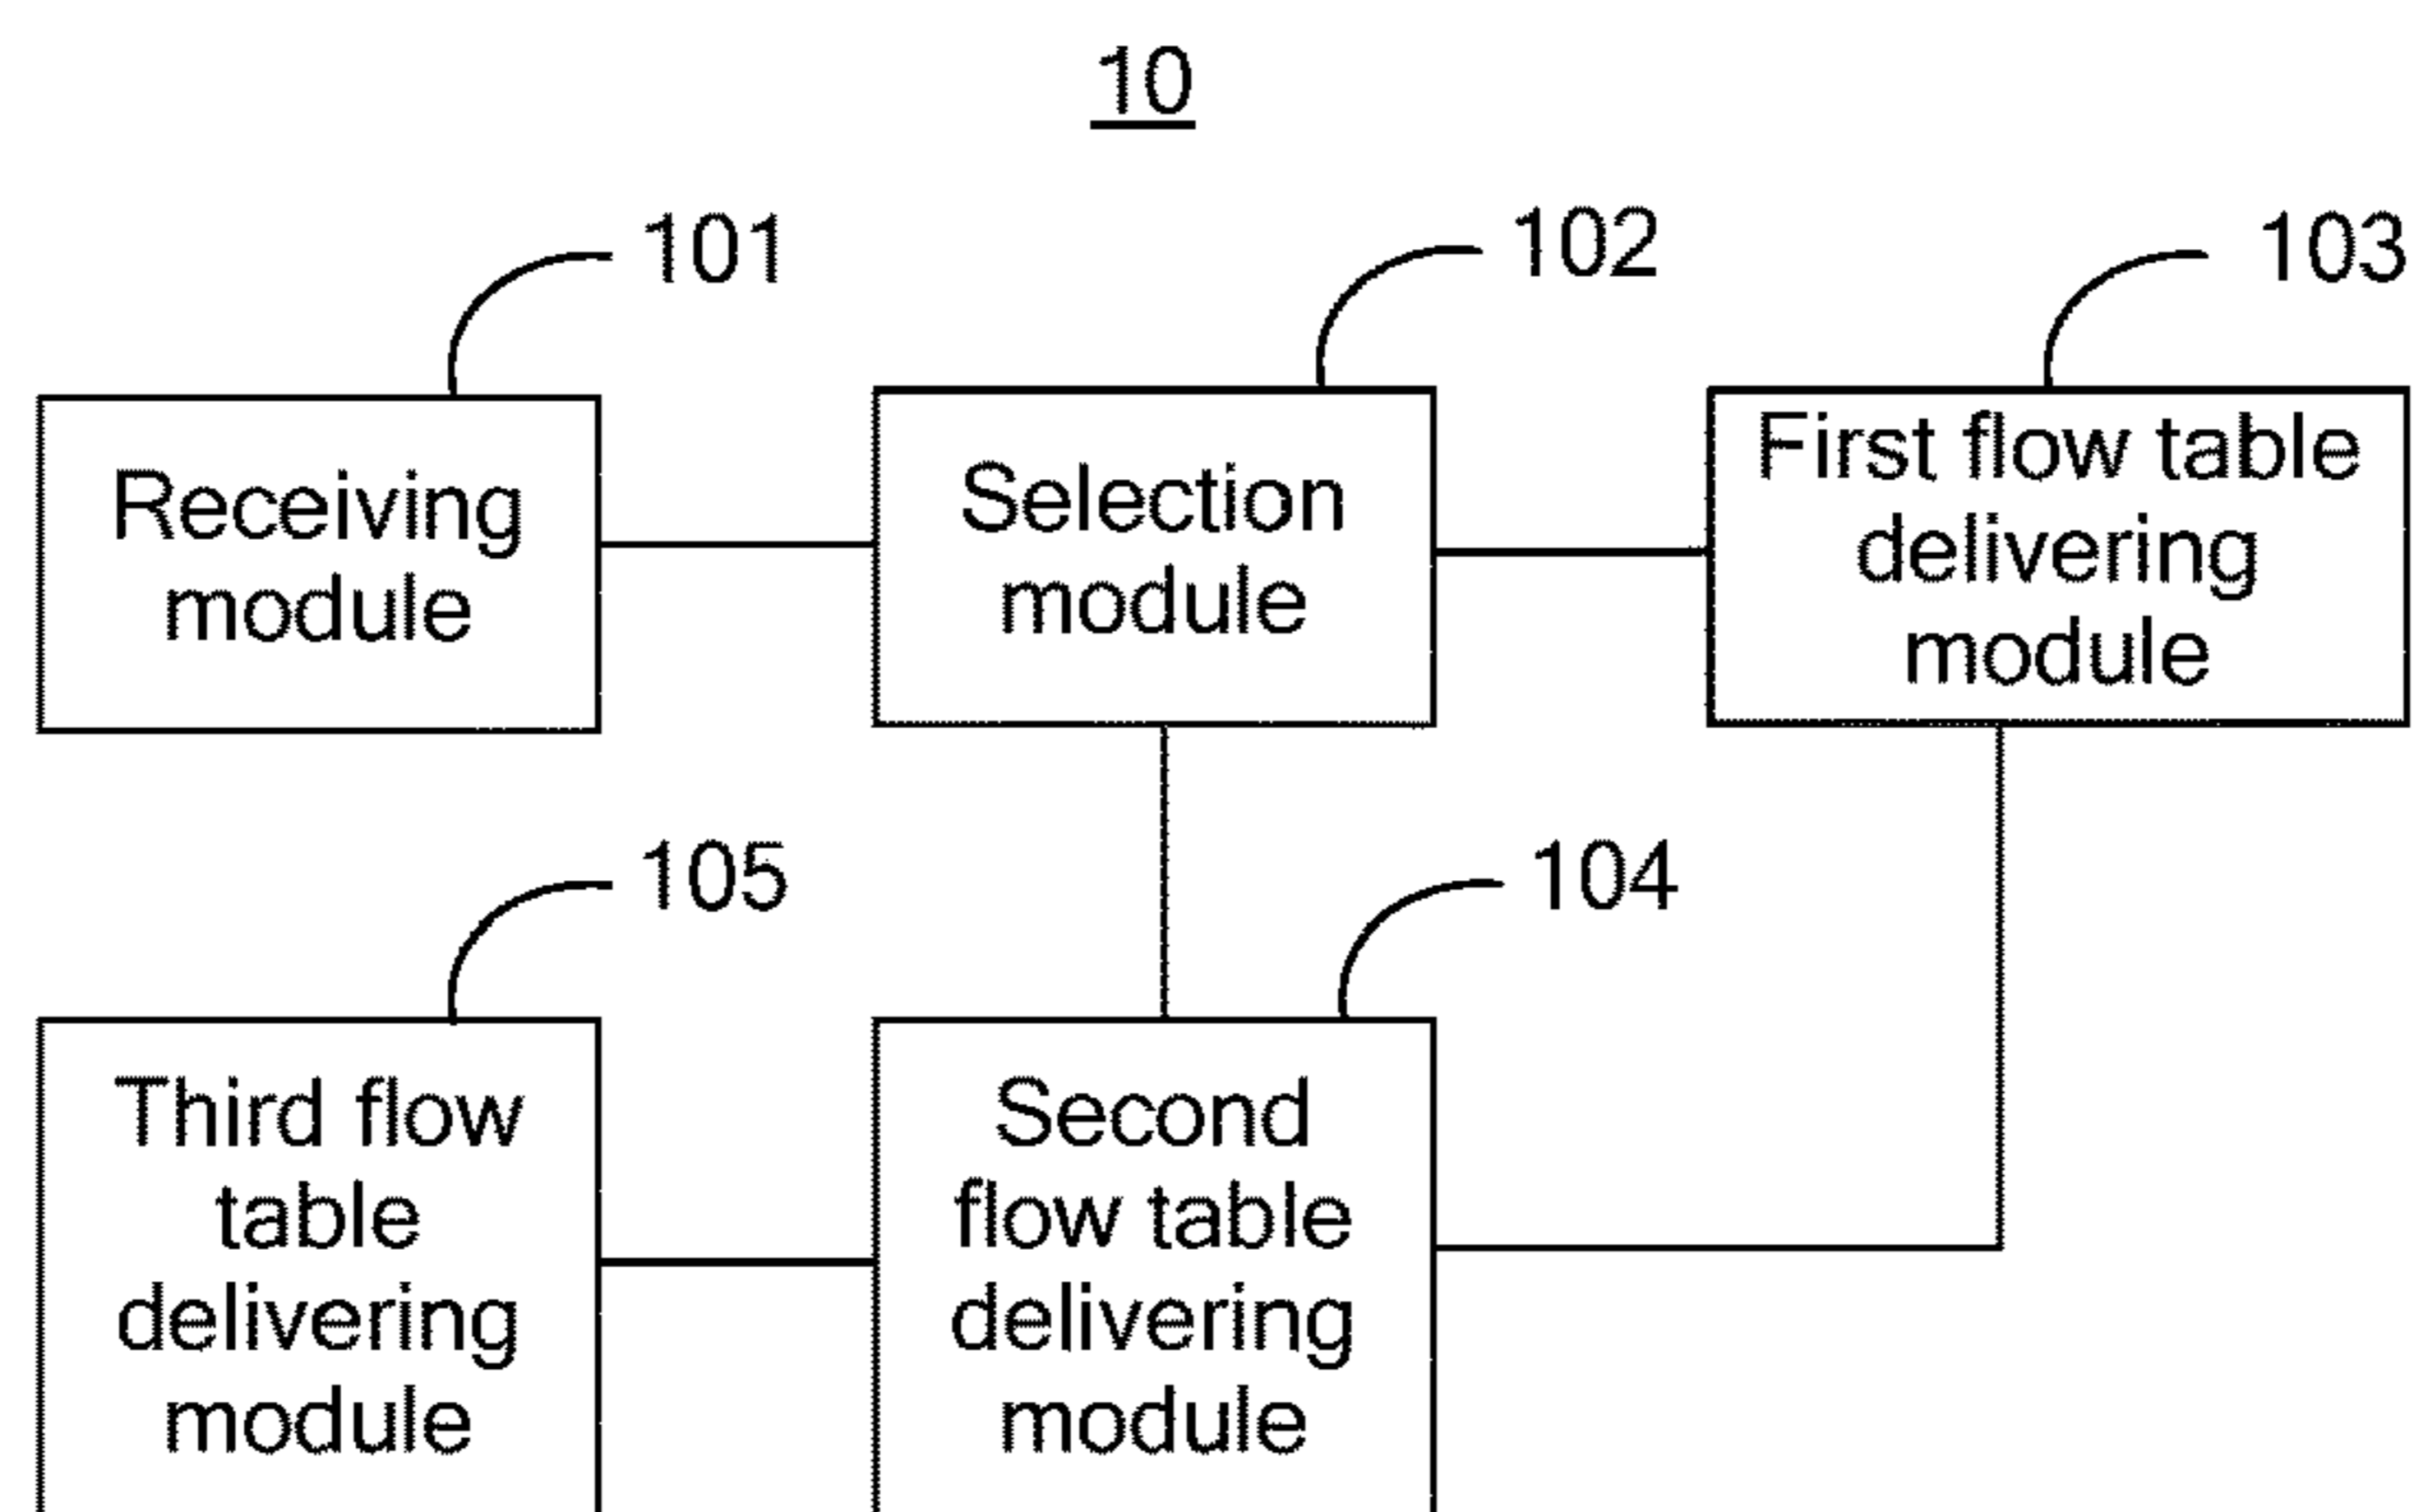 10
101
102
103
Receiving
module
Selection
module
First flow table
delivering
module
105
104
Third flow
table
delivering
module
Second
flow table
delivering
module